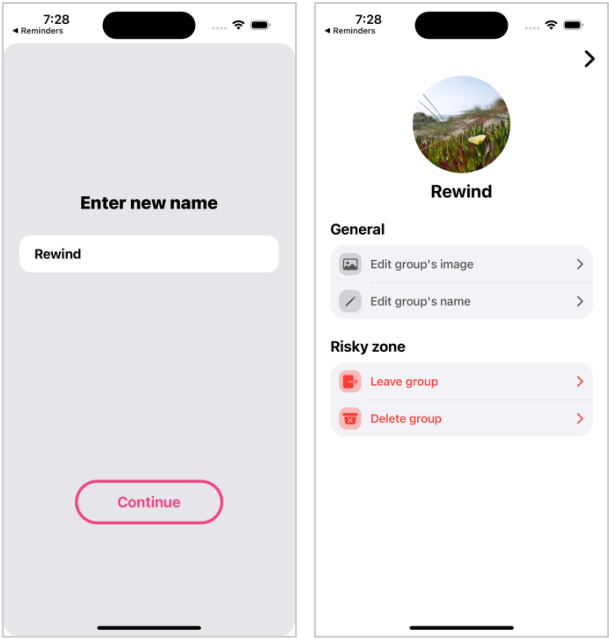 7:28
◀ Reminders
Enter new name
Rewind
Continue
7:28
◀ Reminders
Rewind
General
Edit group's image
Edit group's name
Risky zone
Leave group
Delete group